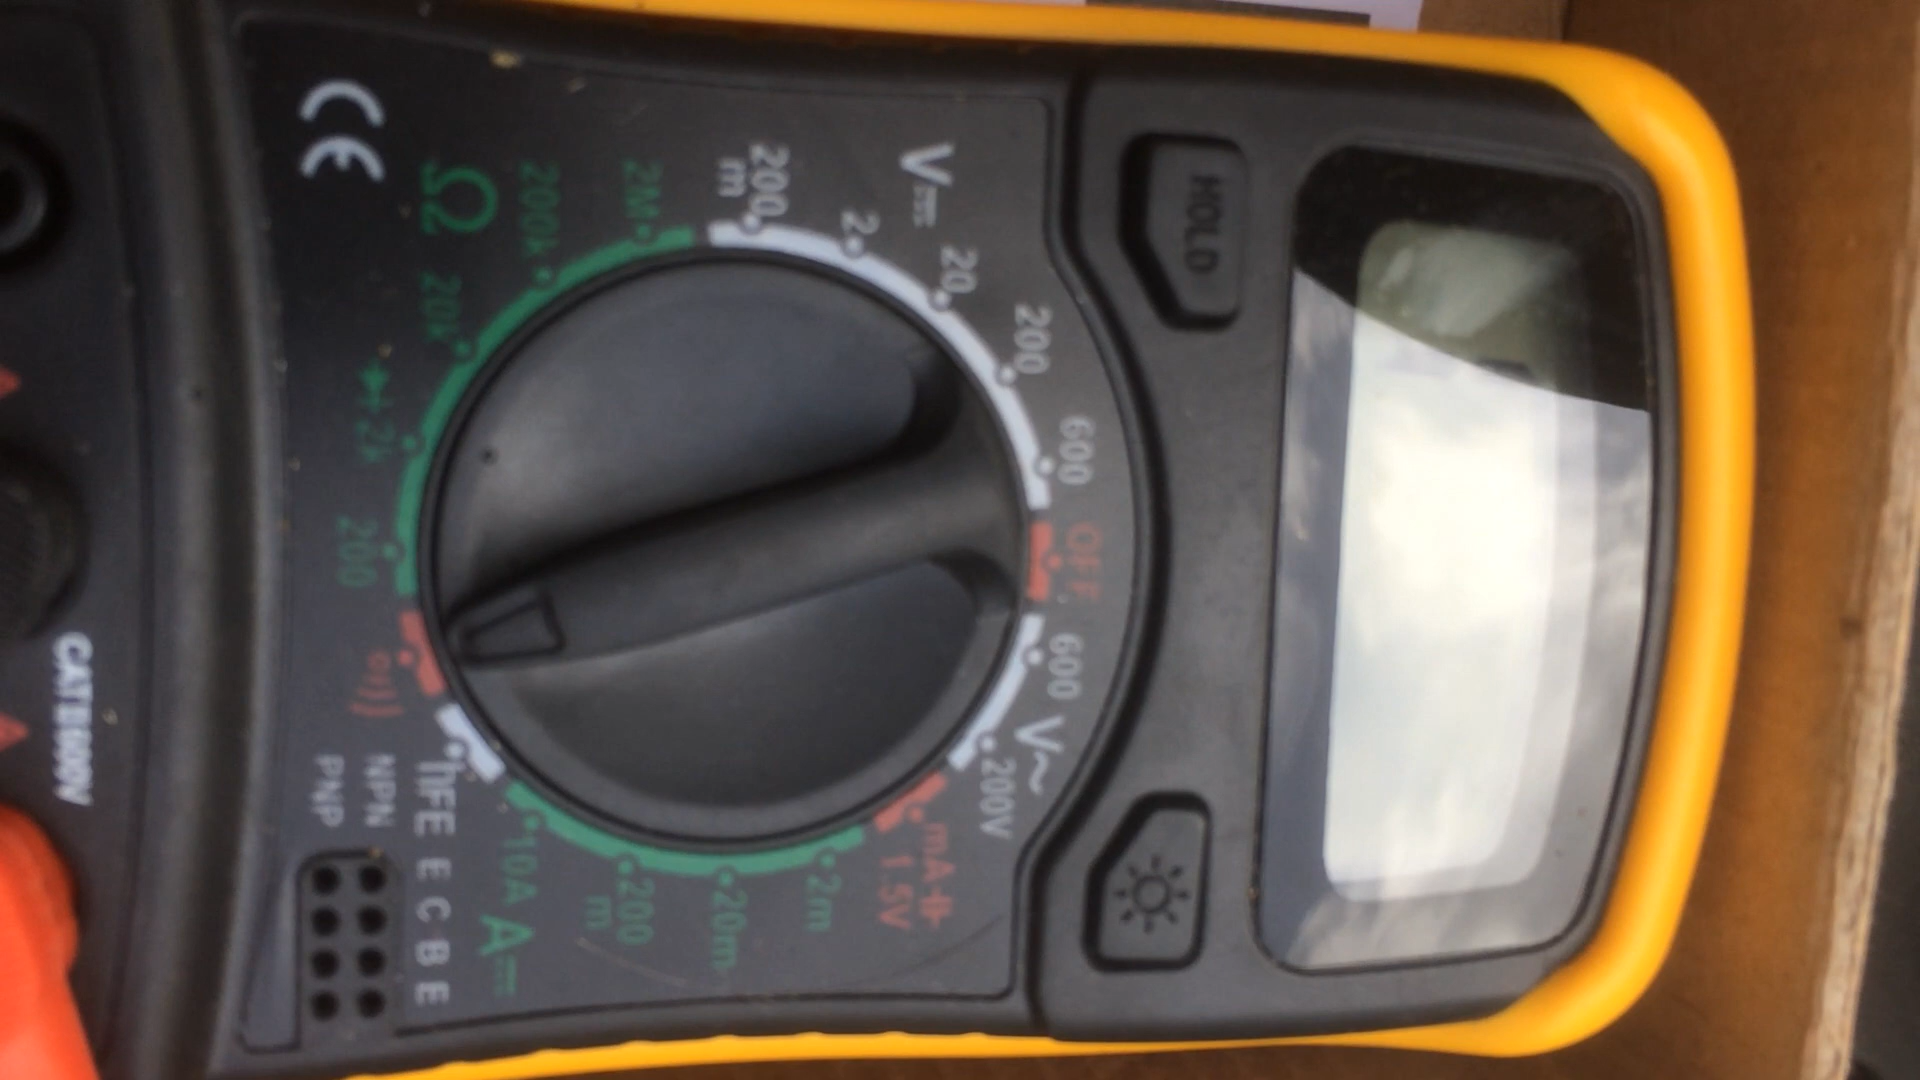 HOLD
OFF
V⎓
600
200
20
2
200
m
600
V~
200V
mA
1.5V
2m
20m
200
m
10A
A⎓
2M
200k
20k
2k
200
Ω
hFE E C B E
NPN
PNP
CE